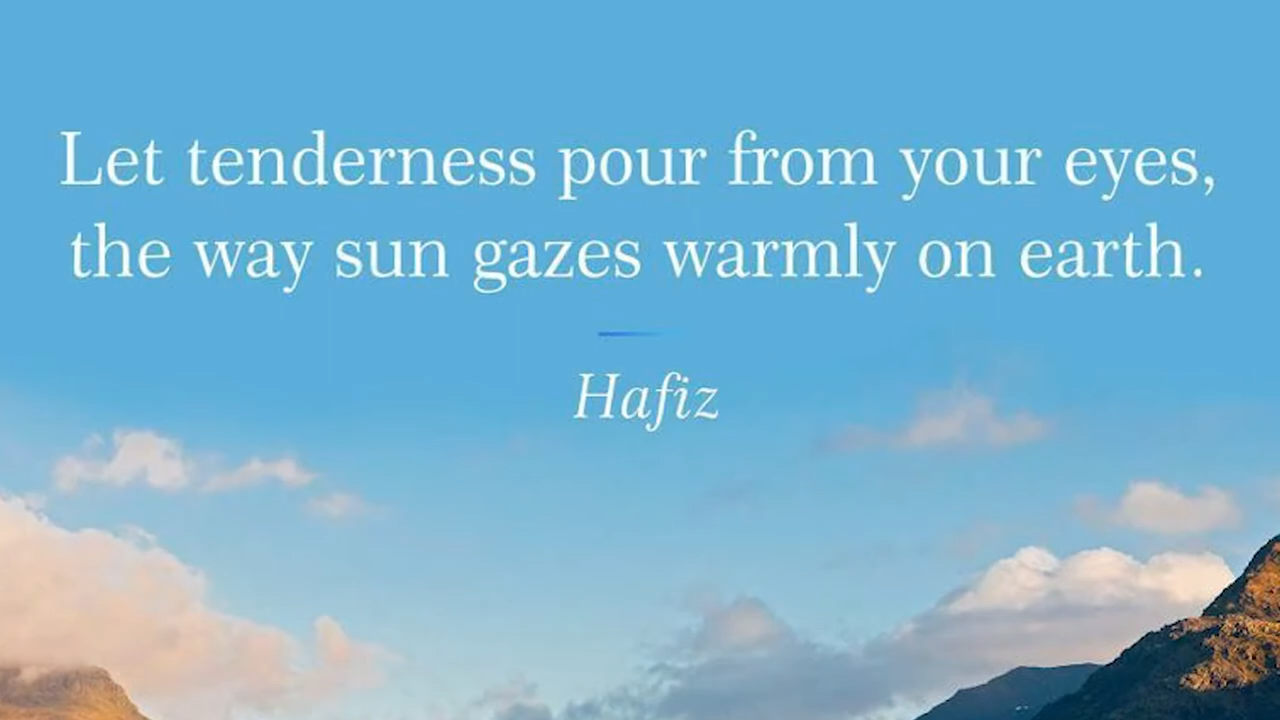 Let tenderness pour from your eyes,
the way sun gazes warmly on earth.
Hafiz